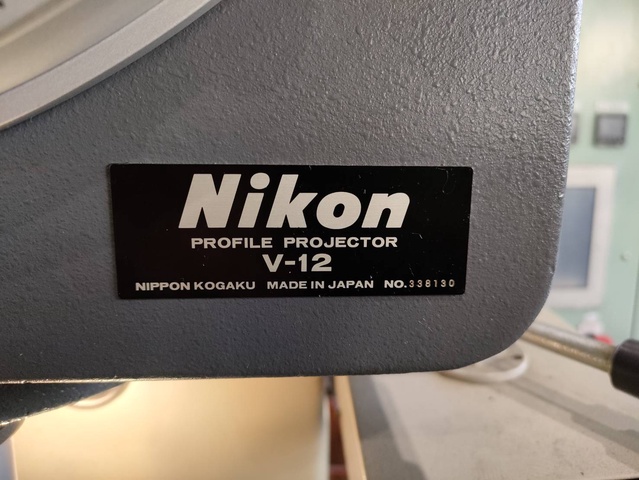 Nikon
PROFILE PROJECTOR
V-12
NIPPON KOGAKU MADE IN JAPAN NO.338130